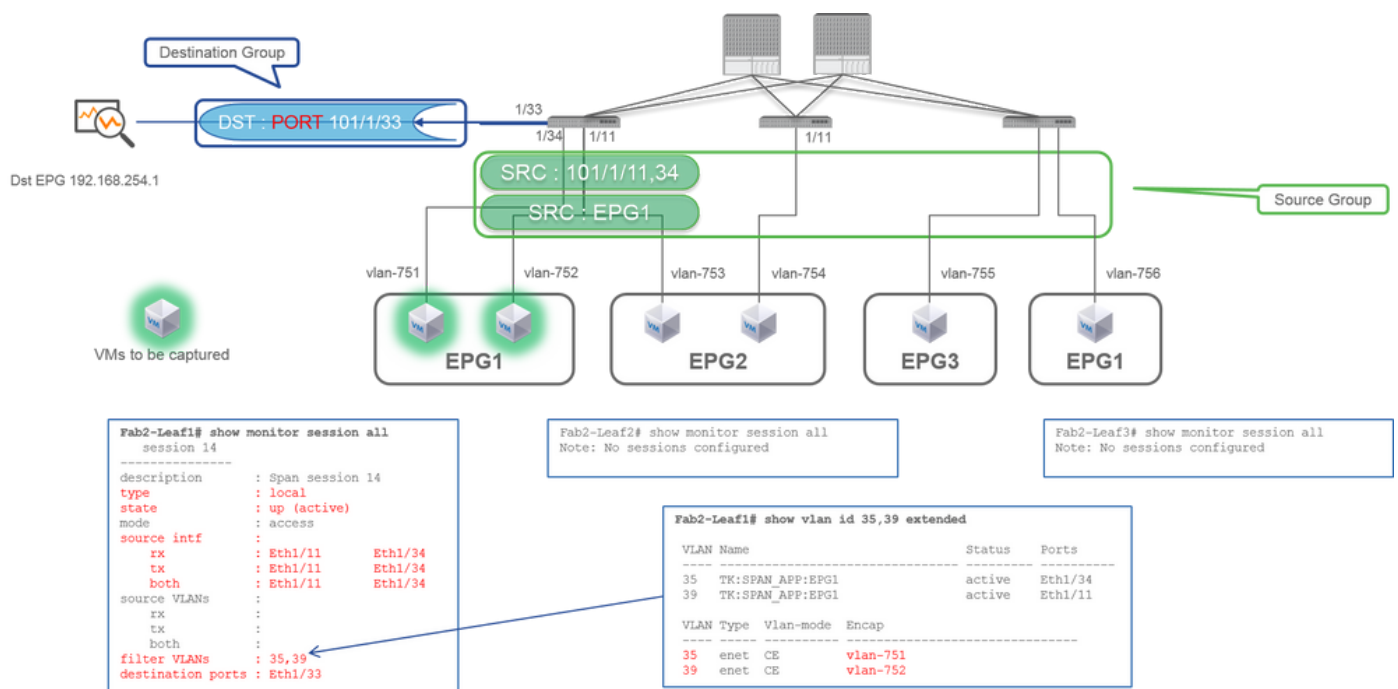 Destination Group
DST : PORT 101/1/33
1/33
1/34
1/11
1/11
Dst EPG 192.168.254.1
SRC : 101/1/11,34
SRC : EPG1
Source Group
vlan-751
vlan-752
vlan-753
vlan-754
vlan-755
vlan-756
VM
VMs to be captured
VM
VM
VM
VM
VM
VM
EPG1
EPG2
EPG3
EPG1
Fab2-Leaf1# show monitor session all
session 14
---------------
description : Span session 14
type : local
state : up (active)
mode : access
source intf :
rx : Eth1/11 Eth1/34
tx : Eth1/11 Eth1/34
both : Eth1/11 Eth1/34
source VLANs :
rx :
tx :
both :
filter VLANs : 35,39
destination ports : Eth1/33
Fab2-Leaf2# show monitor session all
Note: No sessions configured
Fab2-Leaf3# show monitor session all
Note: No sessions configured
Fab2-Leaf1# show vlan id 35,39 extended
VLAN Name Status Ports
---- -------------------------------- --------- ----------
35 TK:SPAN_APP:EPG1 active Eth1/34
39 TK:SPAN_APP:EPG1 active Eth1/11
VLAN Type Vlan-mode Encap
---- ----- ---------- -------------------------------
35 enet CE vlan-751
39 enet CE vlan-752